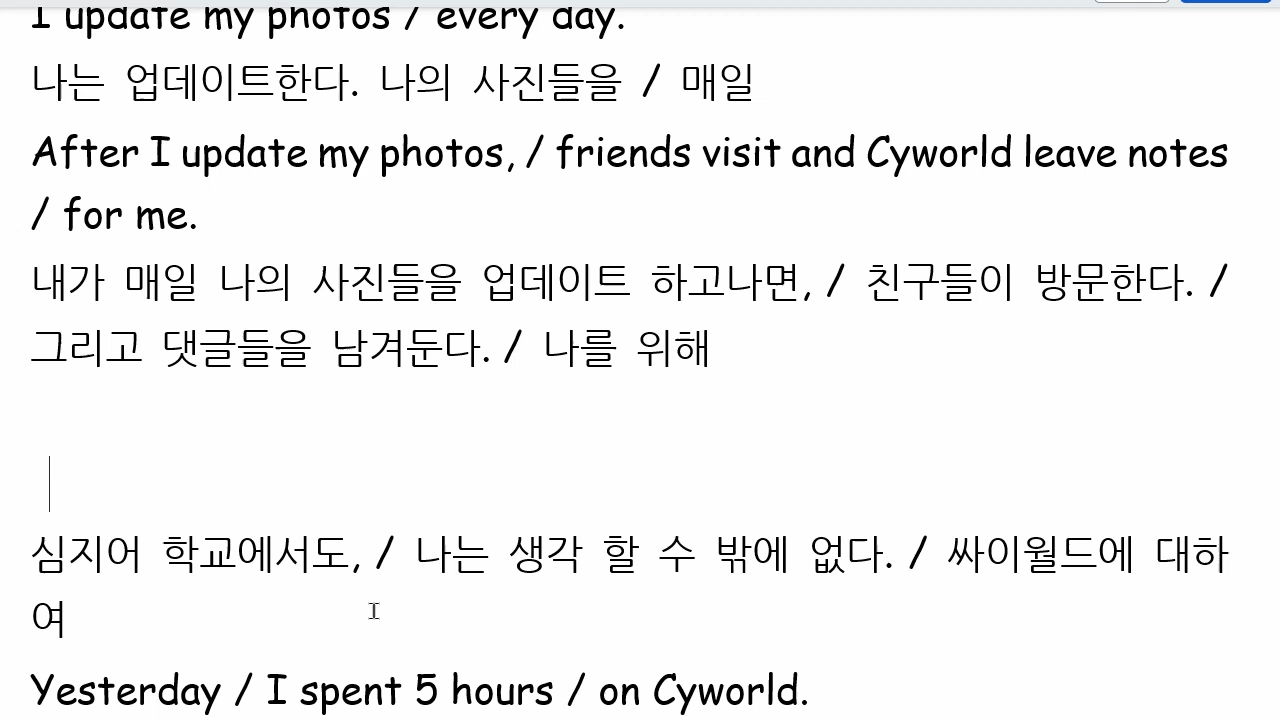 I update my photos / every day.
나는 업데이트한다. 나의 사진들을 / 매일
After I update my photos, / friends visit and Cyworld leave notes
/ for me.
내가 매일 나의 사진들을 업데이트 하고나면, / 친구들이 방문한다. /
그리고 댓글들을 남겨둔다. / 나를 위해
심지어 학교에서도, / 나는 생각 할 수 밖에 없다. / 싸이월드에 대하
여
Yesterday / I spent 5 hours / on Cyworld.